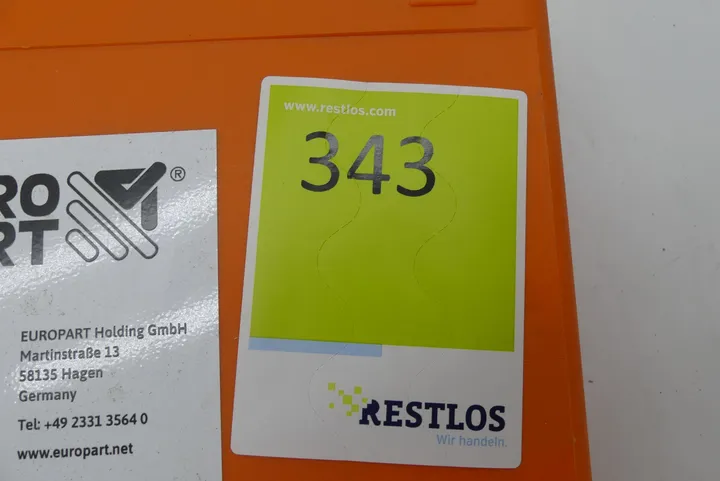 RO
RT ®
EUROPART Holding GmbH
Martinstraße 13
58135 Hagen
Germany
Tel: +49 2331 3564 0
www.europart.net
www.restlos.com
343
RESTLOS
Wir handeln.